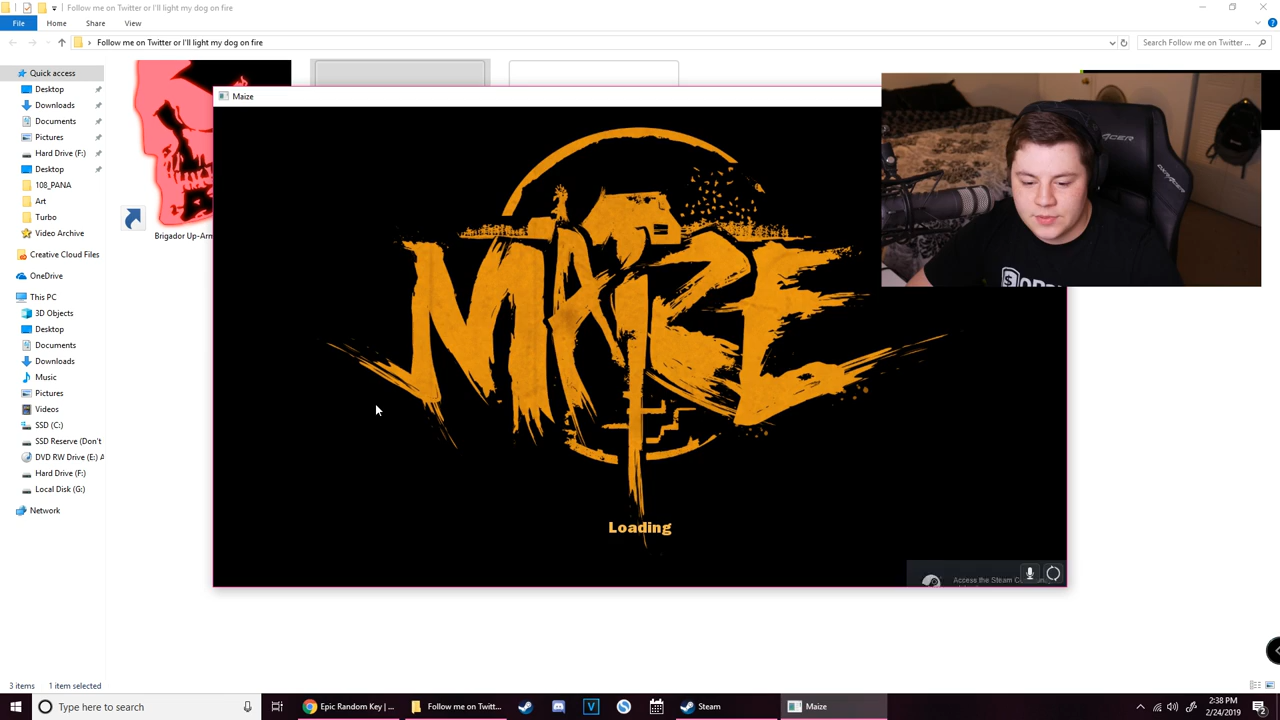 Follow me on Twitter or I'll light my dog on fire
File
Home
Share
View
Follow me on Twitter or I'll light my dog on fire
Search Follow me on Twitter ...
Quick access
Desktop
Downloads
Documents
Pictures
Hard Drive (F:)
Desktop
108_PANA
Art
Turbo
Video Archive
Creative Cloud Files
OneDrive
This PC
3D Objects
Desktop
Documents
Downloads
Music
Pictures
Videos
SSD (C:)
SSD Reserve (Don't
DVD RW Drive (E:) A
Hard Drive (F:)
Local Disk (G:)
Network
Brigador Up-Arm
Maize
MAIZE
Loading
Access the Steam
acer
3 items
1 item selected
Type here to search
Epic Random Key | ...
Follow me on Twitt...
Steam
Maize
2:38 PM
2/24/2019
2